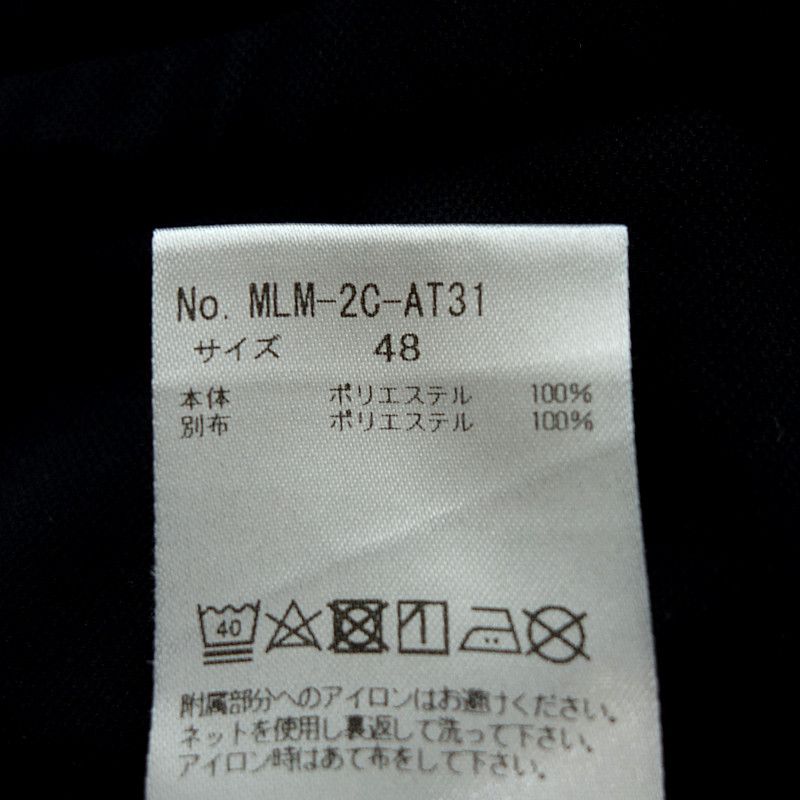 No. MLM-2C-AT31
サイズ 48
本体 ポリエステル 100%
別布 ポリエステル 100%
40
附属部分へのアイロンはお避けください。
ネットを使用し裏返して洗って下さい。
アイロン時はあて布をして下さい。